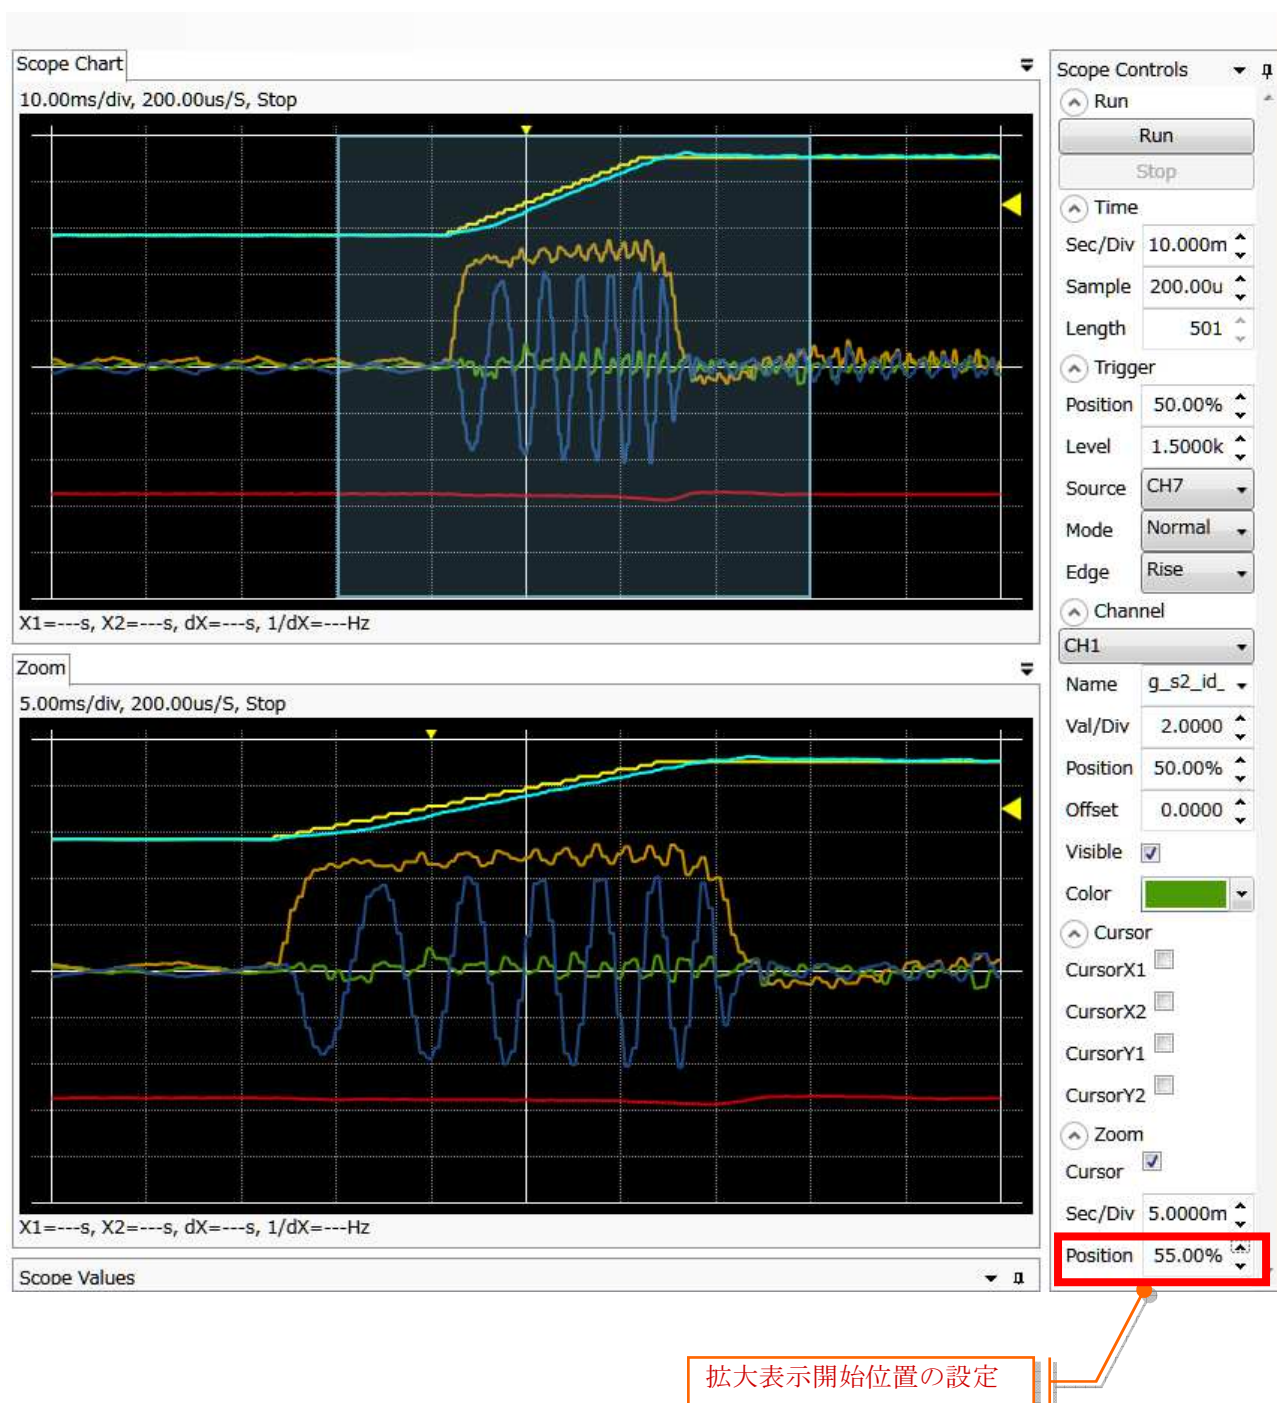 Scope Chart
10.00ms/div, 200.00us/S, Stop
X1=---s, X2=---s, dX=---s, 1/dX=---Hz
Zoom
5.00ms/div, 200.00us/S, Stop
X1=---s, X2=---s, dX=---s, 1/dX=---Hz
Scope Values
Scope Controls
Run
Run
Stop
Time
Sec/Div 10.000m
Sample 200.00u
Length 501
Trigger
Position 50.00%
Level 1.5000k
Source CH7
Mode Normal
Edge Rise
Channel
CH1
Name g_s2_id_
Val/Div 2.0000
Position 50.00%
Offset 0.0000
Visible
Color
Cursor
CursorX1
CursorX2
CursorY1
CursorY2
Zoom
Cursor
Sec/Div 5.0000m
Position 55.00%
拡大表示開始位置の設定